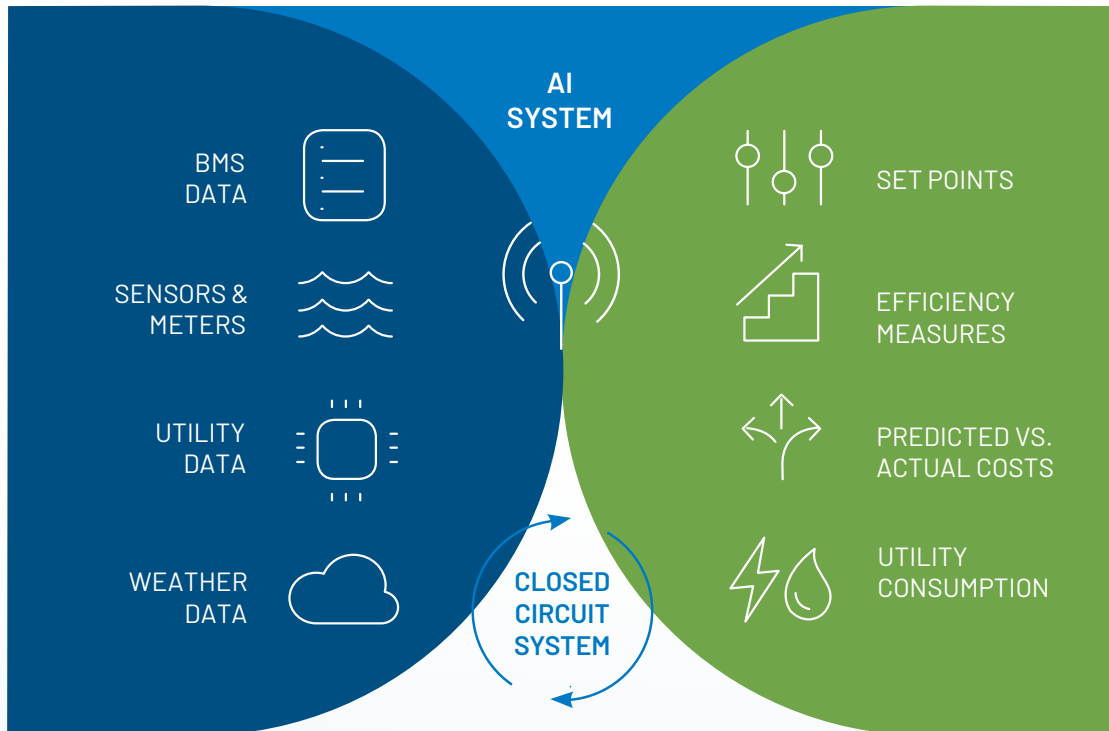 AI
SYSTEM
BMS
DATA
SENSORS &
METERS
UTILITY
DATA
WEATHER
DATA
SET POINTS
EFFICIENCY
MEASURES
PREDICTED VS.
ACTUAL COSTS
UTILITY
CONSUMPTION
CLOSED
CIRCUIT
SYSTEM